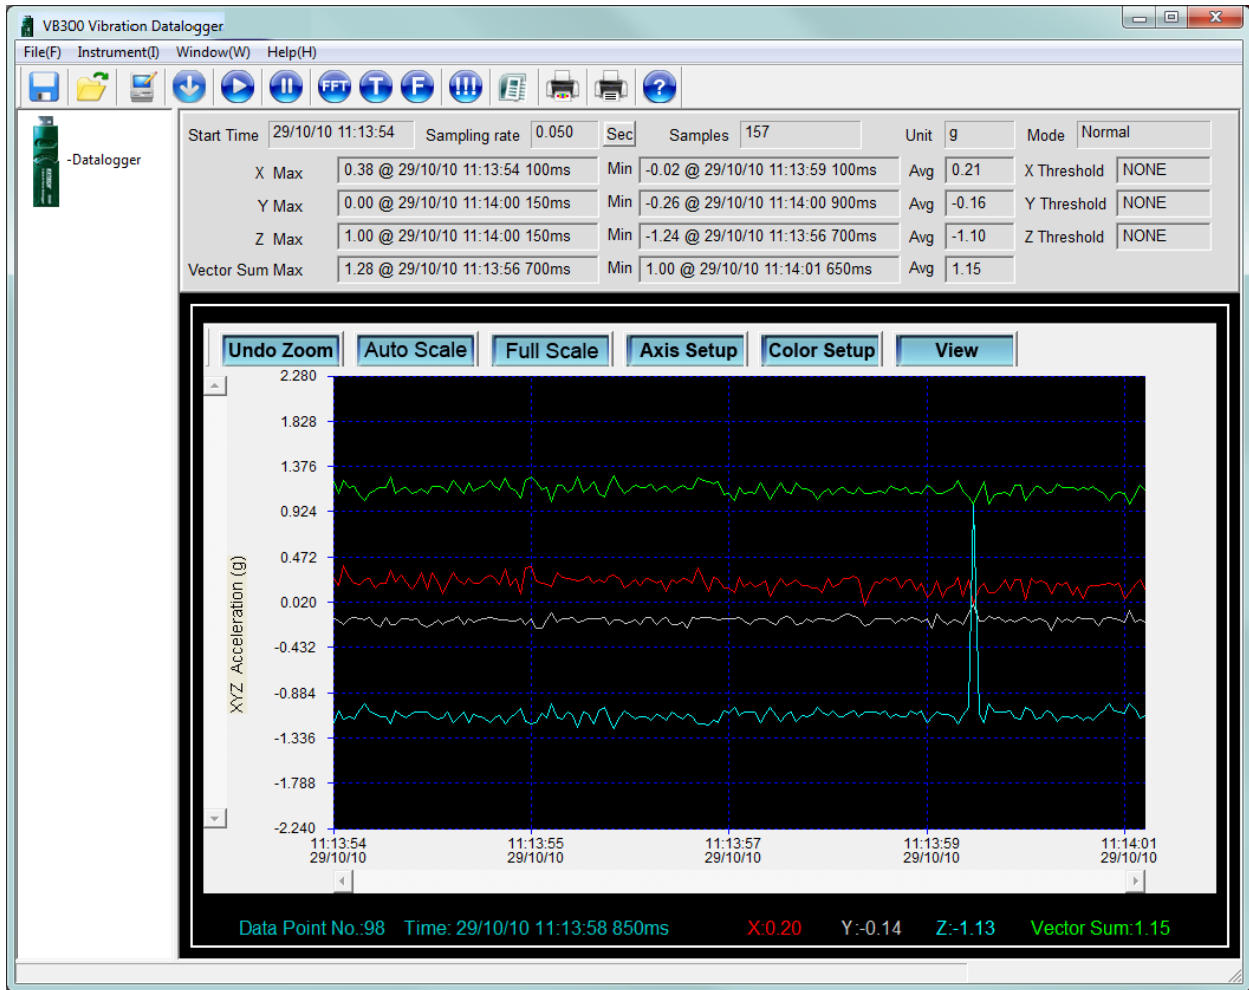 VB300 Vibration Datalogger
File(F) Instrument(I) Window(W) Help(H)
FFT T F !!! ?
-Datalogger
Start Time 29/10/10 11:13:54 Sampling rate 0.050 Sec Samples 157 Unit g Mode Normal
X Max 0.38 @ 29/10/10 11:13:54 100ms Min -0.02 @ 29/10/10 11:13:59 100ms Avg 0.21 X Threshold NONE
Y Max 0.00 @ 29/10/10 11:14:00 150ms Min -0.26 @ 29/10/10 11:14:00 900ms Avg -0.16 Y Threshold NONE
Z Max 1.00 @ 29/10/10 11:14:00 150ms Min -1.24 @ 29/10/10 11:13:56 700ms Avg -1.10 Z Threshold NONE
Vector Sum Max 1.28 @ 29/10/10 11:13:56 700ms Min 1.00 @ 29/10/10 11:14:01 650ms Avg 1.15
Undo Zoom Auto Scale Full Scale Axis Setup Color Setup View
2.280
1.828
1.376
0.924
0.472
0.020
-0.432
-0.884
-1.336
-1.788
-2.240
XYZ Acceleration (g)
11:13:54 11:13:55 11:13:57 11:13:59 11:14:01
29/10/10 29/10/10 29/10/10 29/10/10 29/10/10
Data Point No.:98 Time: 29/10/10 11:13:58 850ms X:0.20 Y:-0.14 Z:-1.13 Vector Sum:1.15